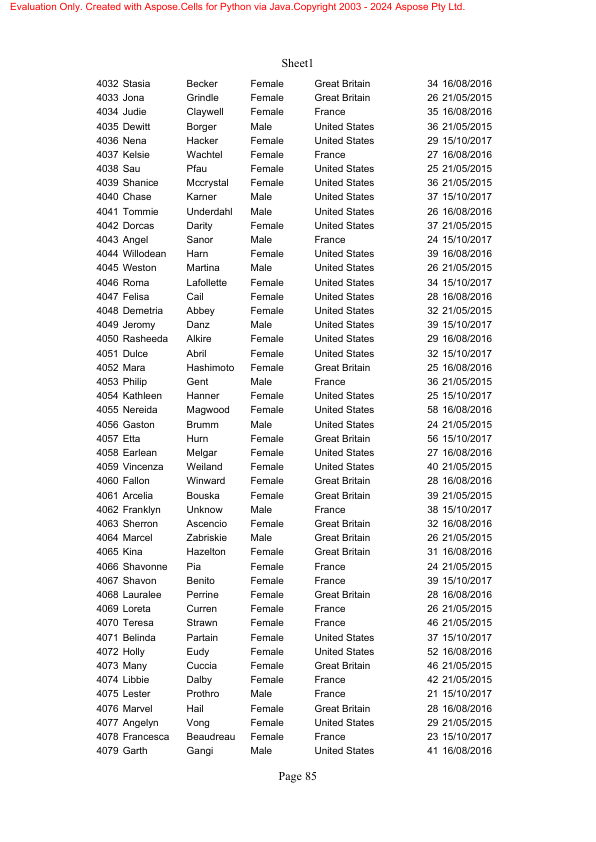 Evaluation Only. Created with Aspose.Cells for Python via Java.Copyright 2003 - 2024 Aspose Pty Ltd.
Sheet1
4032 Stasia Becker Female Great Britain 34 16/08/2016
4033 Jona Grindle Female Great Britain 26 21/05/2015
4034 Judie Claywell Female France 35 16/08/2016
4035 Dewitt Borger Male United States 36 21/05/2015
4036 Nena Hacker Female United States 29 15/10/2017
4037 Kelsie Wachtel Female France 27 16/08/2016
4038 Sau Pfau Female United States 25 21/05/2015
4039 Shanice Mccrystal Female United States 36 21/05/2015
4040 Chase Karner Male United States 37 15/10/2017
4041 Tommie Underdahl Male United States 26 16/08/2016
4042 Dorcas Darity Female United States 37 21/05/2015
4043 Angel Sanor Male France 24 15/10/2017
4044 Willodean Harn Female United States 39 16/08/2016
4045 Weston Martina Male United States 26 21/05/2015
4046 Roma Lafollette Female United States 34 15/10/2017
4047 Felisa Cail Female United States 28 16/08/2016
4048 Demetria Abbey Female United States 32 21/05/2015
4049 Jeromy Danz Male United States 39 15/10/2017
4050 Rasheeda Alkire Female United States 29 16/08/2016
4051 Dulce Abril Female United States 32 15/10/2017
4052 Mara Hashimoto Female Great Britain 25 16/08/2016
4053 Philip Gent Male France 36 21/05/2015
4054 Kathleen Hanner Female United States 25 15/10/2017
4055 Nereida Magwood Female United States 58 16/08/2016
4056 Gaston Brumm Male United States 24 21/05/2015
4057 Etta Hurn Female Great Britain 56 15/10/2017
4058 Earlean Melgar Female United States 27 16/08/2016
4059 Vincenza Weiland Female United States 40 21/05/2015
4060 Fallon Winward Female Great Britain 28 16/08/2016
4061 Arcelia Bouska Female Great Britain 39 21/05/2015
4062 Franklyn Unknow Male France 38 15/10/2017
4063 Sherron Ascencio Female Great Britain 32 16/08/2016
4064 Marcel Zabriskie Male Great Britain 26 21/05/2015
4065 Kina Hazelton Female Great Britain 31 16/08/2016
4066 Shavonne Pia Female France 24 21/05/2015
4067 Shavon Benito Female France 39 15/10/2017
4068 Lauralee Perrine Female Great Britain 28 16/08/2016
4069 Loreta Curren Female France 26 21/05/2015
4070 Teresa Strawn Female France 46 21/05/2015
4071 Belinda Partain Female United States 37 15/10/2017
4072 Holly Eudy Female United States 52 16/08/2016
4073 Many Cuccia Female Great Britain 46 21/05/2015
4074 Libbie Dalby Female France 42 21/05/2015
4075 Lester Prothro Male France 21 15/10/2017
4076 Marvel Hail Female Great Britain 28 16/08/2016
4077 Angelyn Vong Female United States 29 21/05/2015
4078 Francesca Beaudreau Female France 23 15/10/2017
4079 Garth Gangi Male United States 41 16/08/2016
Page 85